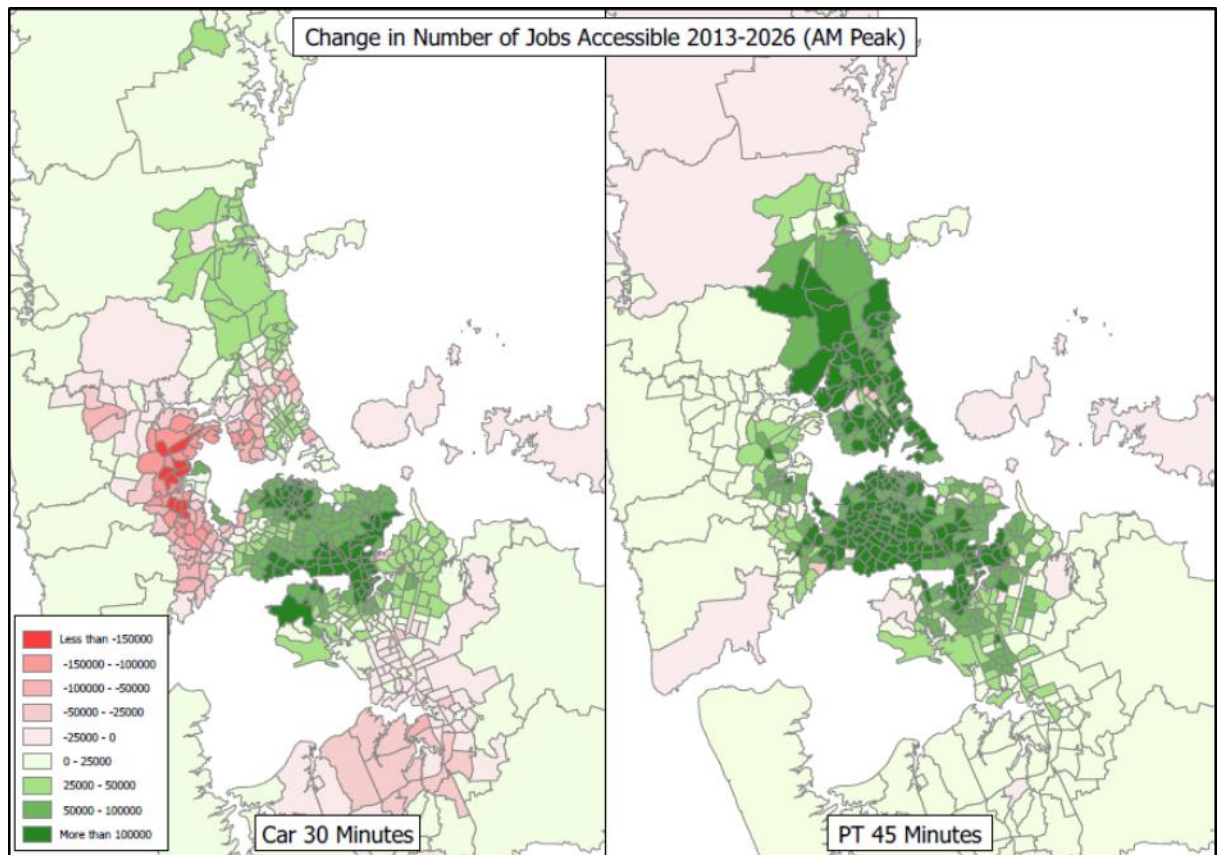 Change in Number of Jobs Accessible 2013-2026 (AM Peak)
Less than -150000
-150000 - -100000
-100000 - -50000
-50000 - -25000
-25000 - 0
0 - 25000
25000 - 50000
50000 - 100000
More than 100000
Car 30 Minutes
PT 45 Minutes